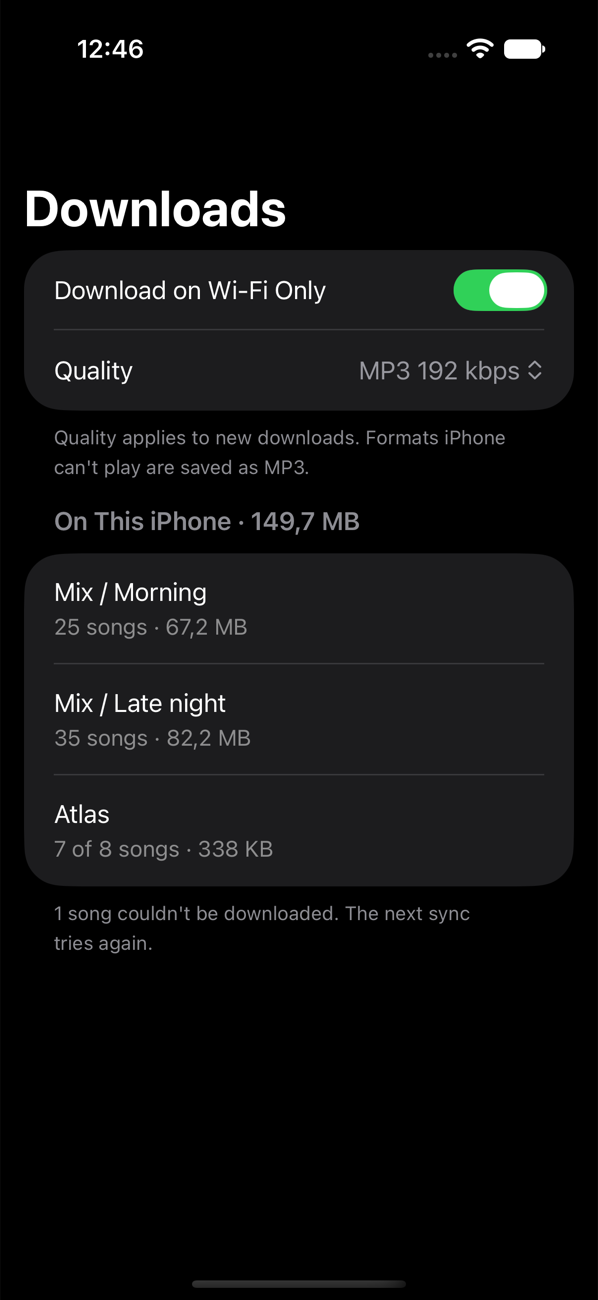 12:46
Downloads
Download on Wi-Fi Only
Quality
MP3 192 kbps
Quality applies to new downloads. Formats iPhone
can't play are saved as MP3.
On This iPhone · 149,7 MB
Mix / Morning
25 songs · 67,2 MB
Mix / Late night
35 songs · 82,2 MB
Atlas
7 of 8 songs · 338 KB
1 song couldn't be downloaded. The next sync
tries again.